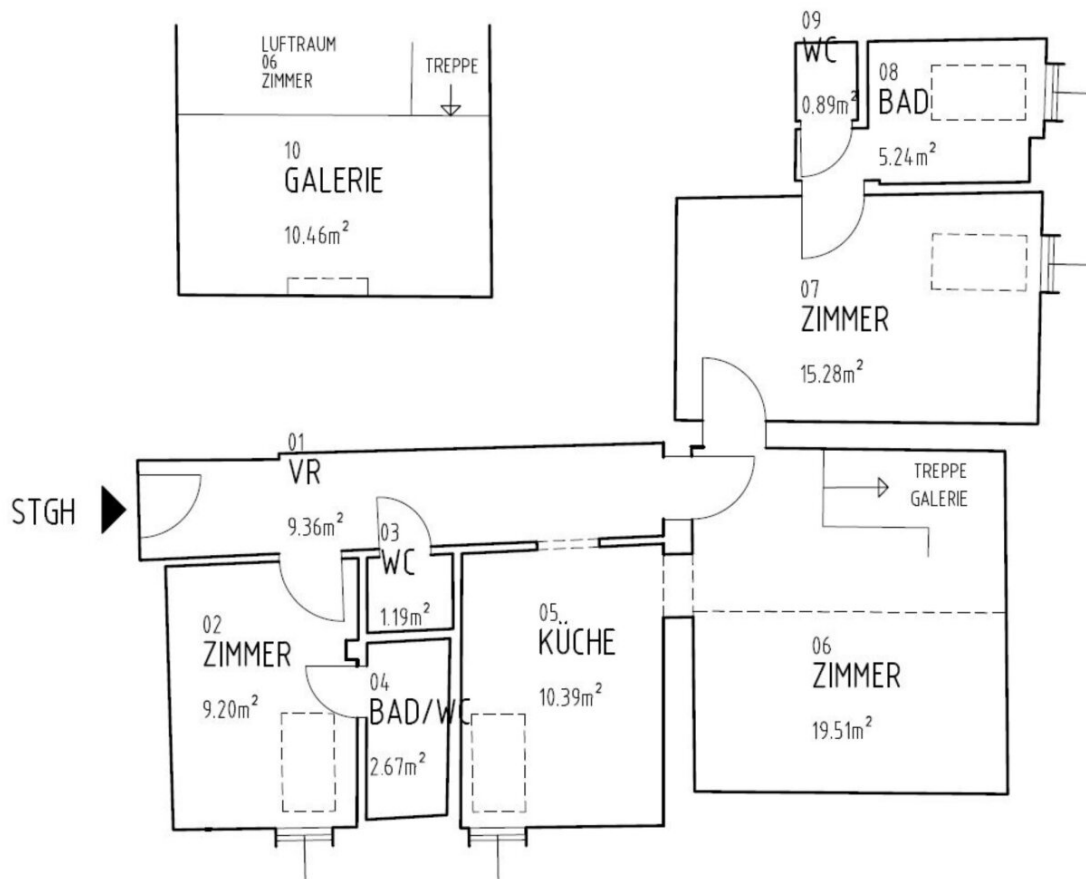 LUFTRAUM
06
ZIMMER
TREPPE
10
GALERIE
10.46m²
09
WC
0.89m²
08
BAD
5.24m²
07
ZIMMER
15.28m²
STGH
01
VR
9.36m²
TREPPE
GALERIE
03
WC
1.19m²
02
ZIMMER
9.20m²
04
BAD/WC
2.67m²
05
KÜCHE
10.39m²
06
ZIMMER
19.51m²